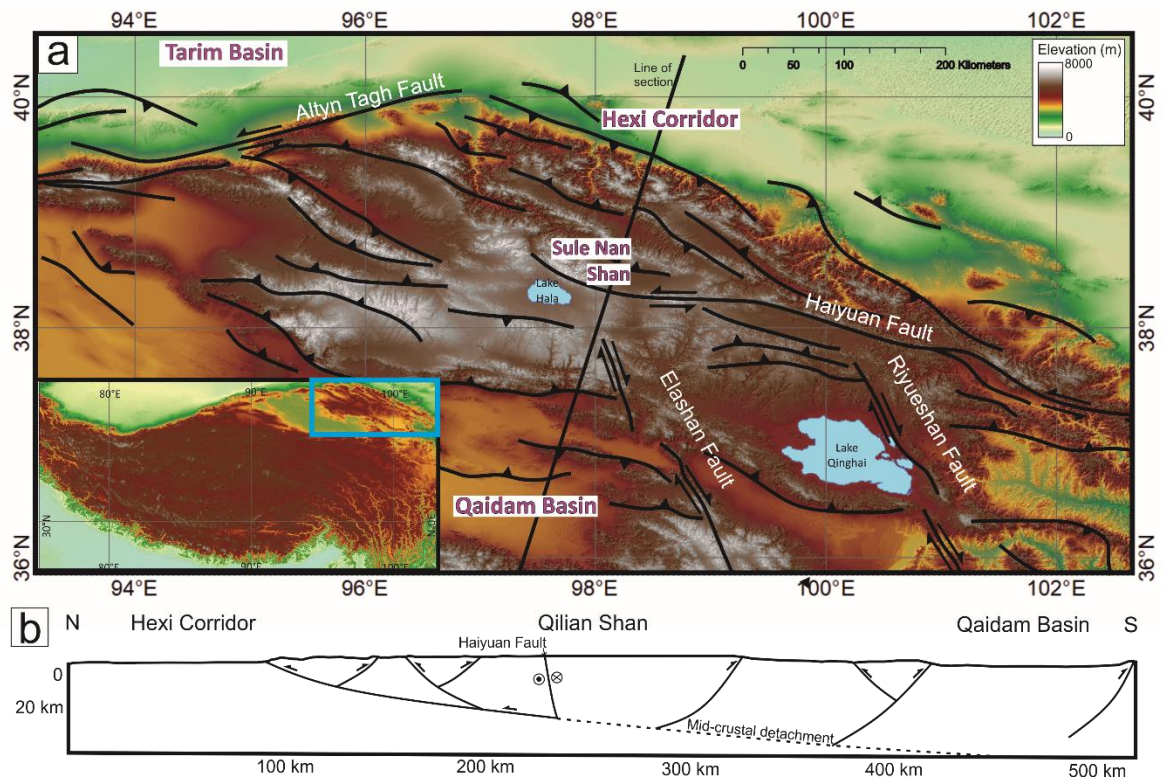 94°E 96°E 98°E 100°E 102°E
a
Tarim Basin
Line of section
0 50 100 200 Kilometers
Elevation (m)
8000
0
40°N
40°N
Altyn Tagh Fault
Hexi Corridor
Sule Nan
Shan
Lake
Hala
38°N
38°N
Haiyuan Fault
Elashan Fault
Riyueshan Fault
Lake
Qinghai
Qaidam Basin
80°E 90°E 100°E
30°N
80°E 90°E 100°E
36°N
36°N
94°E 96°E 98°E 100°E 102°E
b
N Hexi Corridor Qilian Shan Qaidam Basin S
Haiyuan Fault
0
20 km
Mid-crustal detachment
100 km 200 km 300 km 400 km 500 km